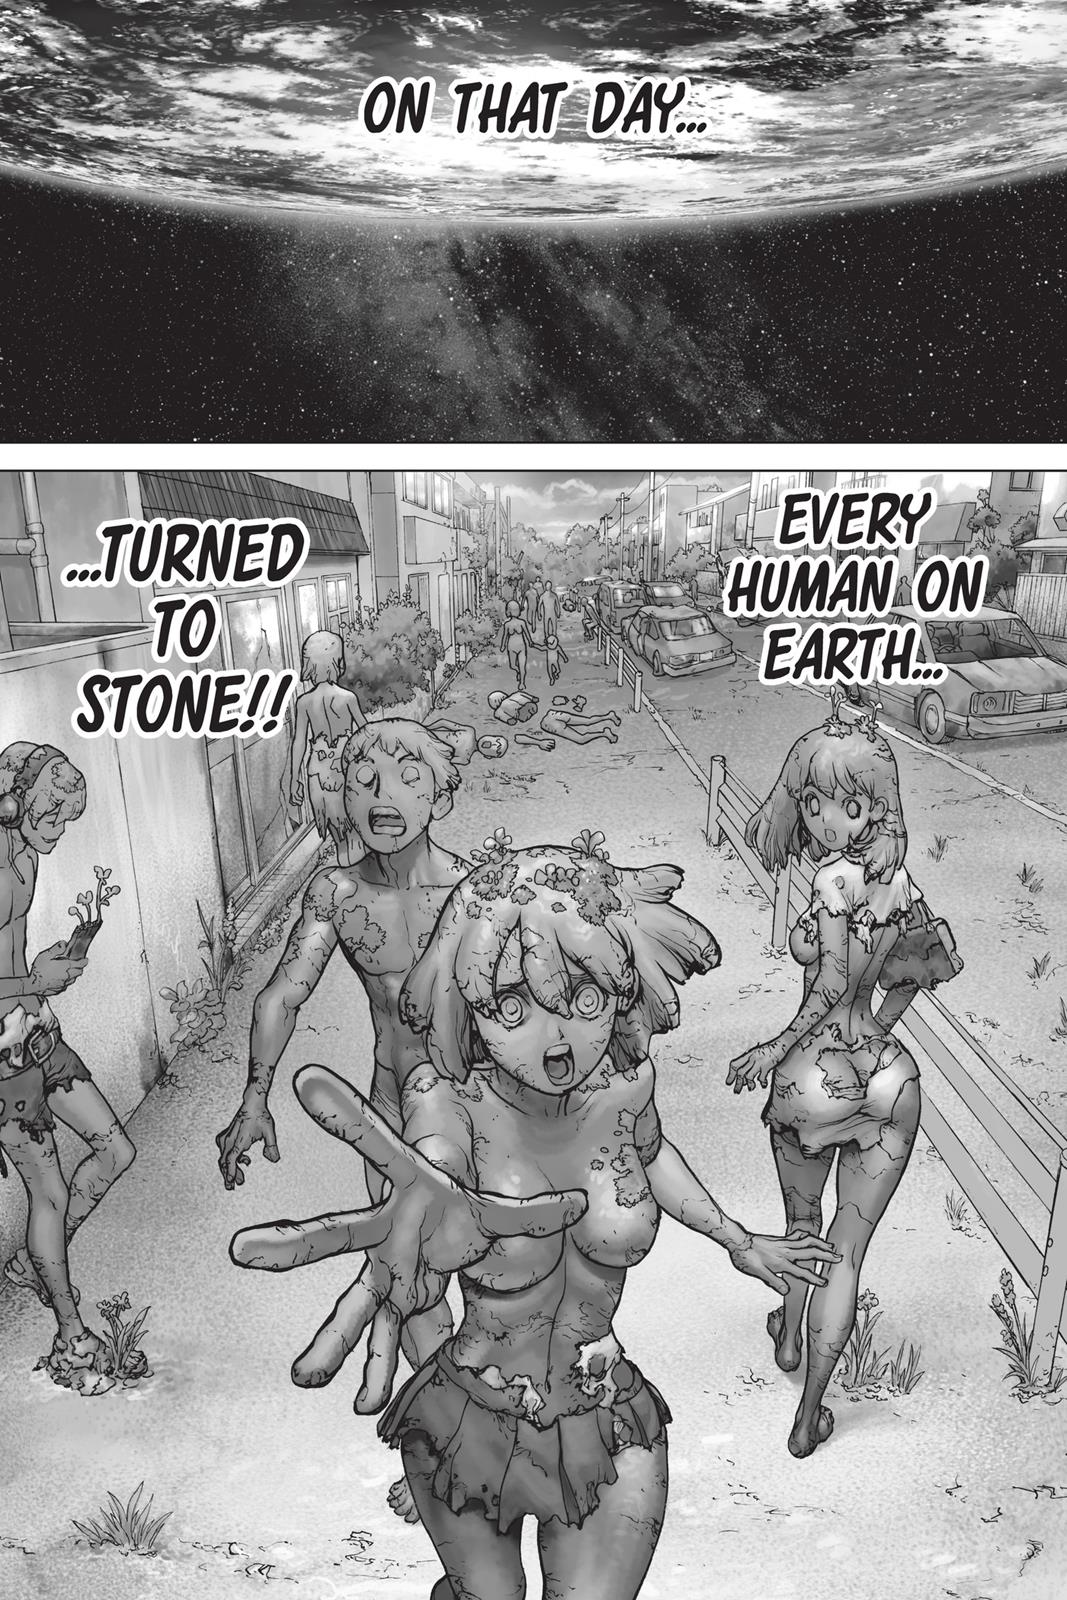 ON THAT DAY...
EVERY
HUMAN ON
EARTH...
...TURNED
TO
STONE!!